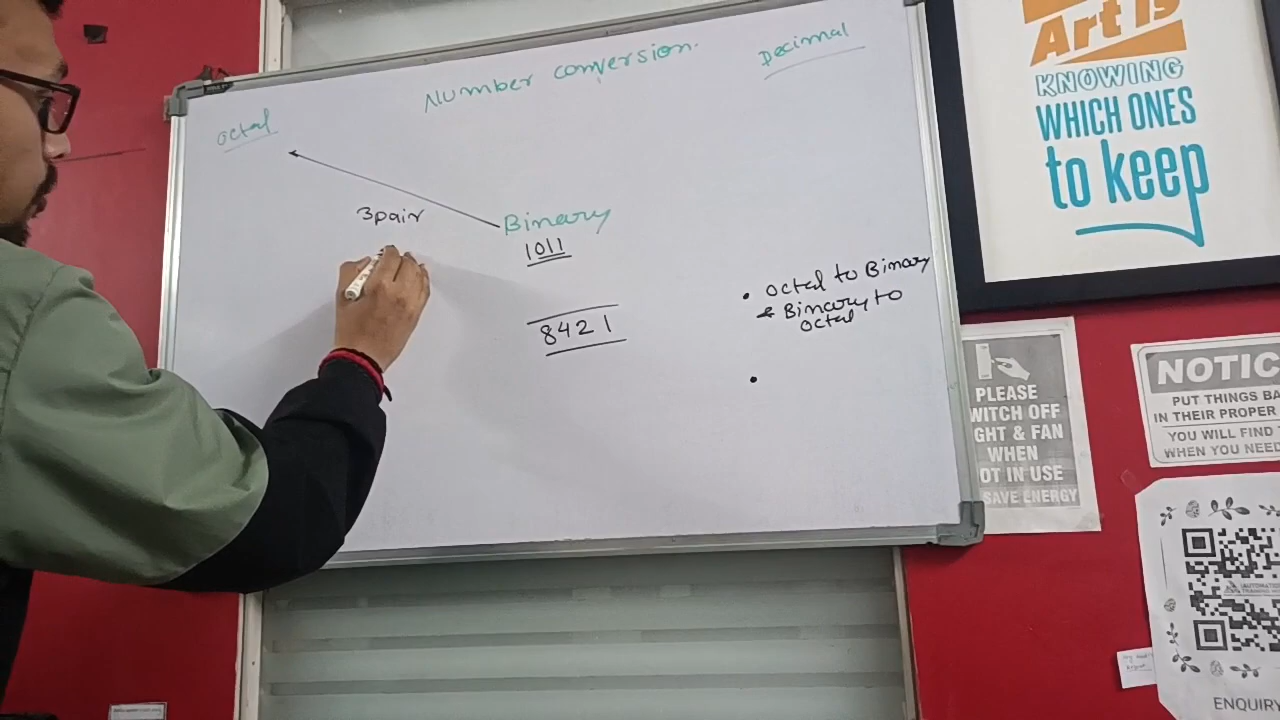 Number conversion.
Decimal
octal
3pair
Binary
1011
8421
• octal to Binary
& Binary to
octal
•
Art is
KNOWING
WHICH ONES
to keep
PLEASE
WITCH OFF
GHT & FAN
WHEN
OT IN USE
SAVE ENERGY
NOTIC
PUT THINGS BA
IN THEIR PROPER
YOU WILL FIND
WHEN YOU NEED
ENQUIRY